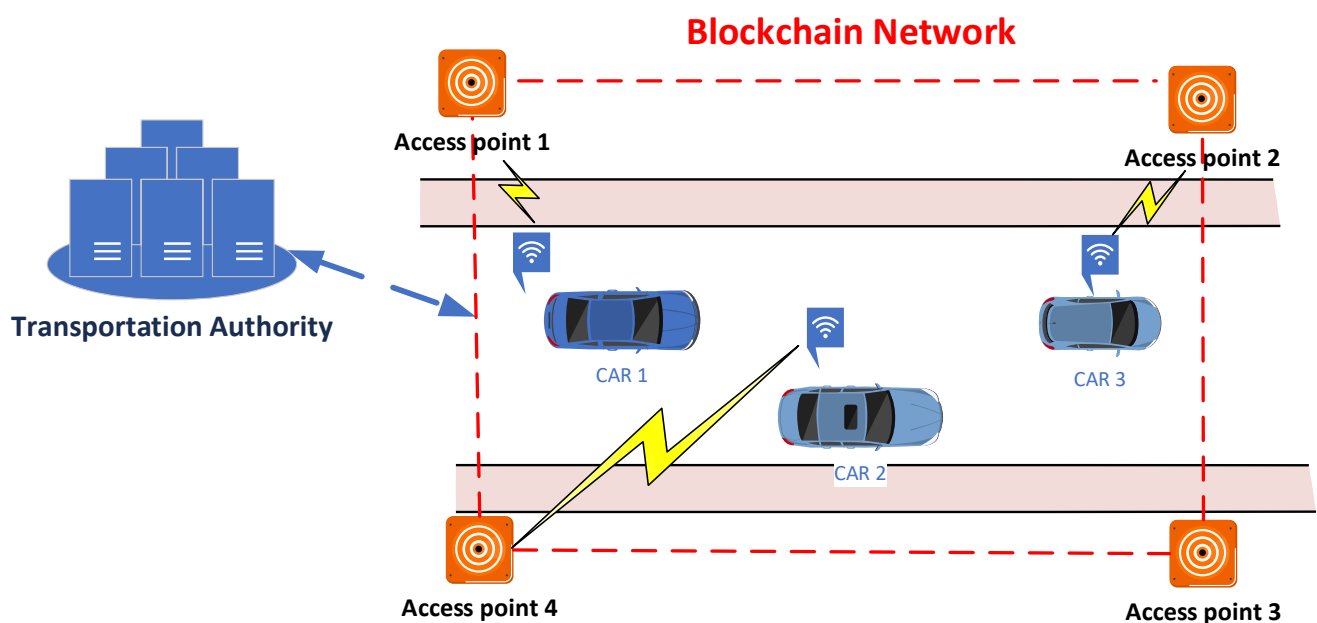 Blockchain Network
Access point 1
Access point 2
Transportation Authority
CAR 1
CAR 3
CAR 2
Access point 4
Access point 3